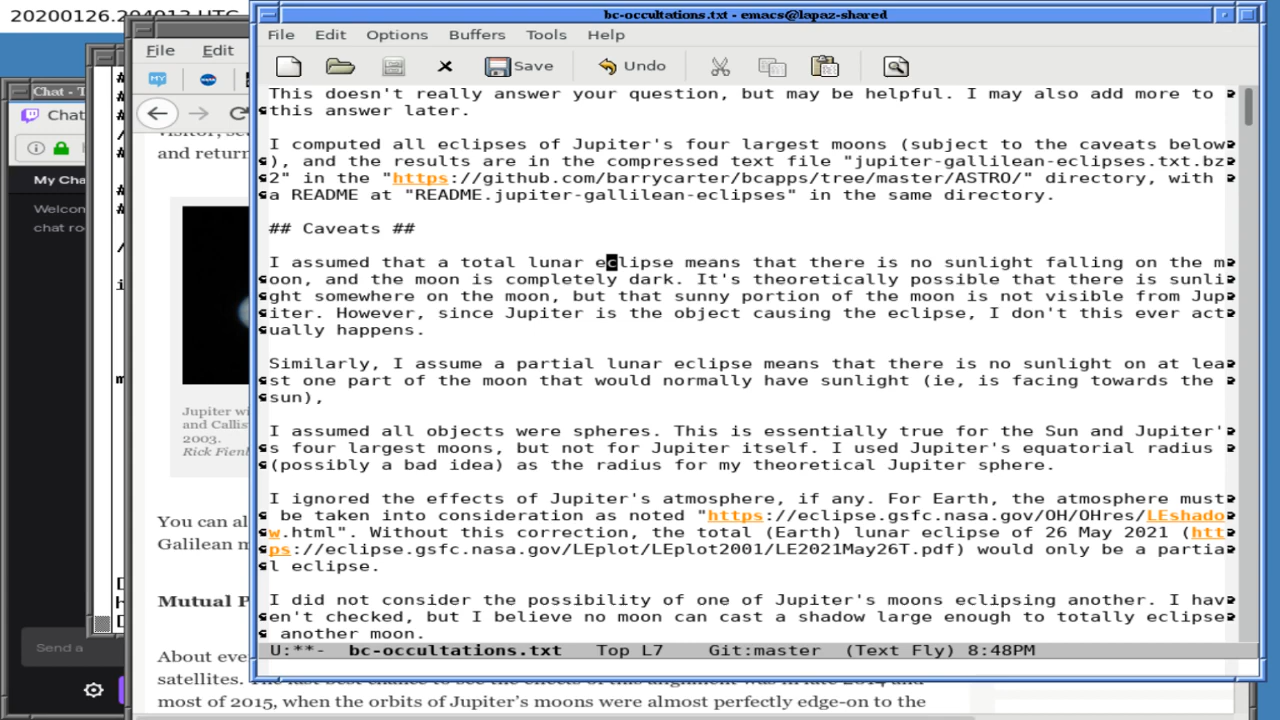 20200126.204913 UTC
bc-occultations.txt - emacs@lapaz-shared
File Edit Options Buffers Tools Help
Save Undo
This doesn't really answer your question, but may be helpful. I may also add more to
this answer later.
I computed all eclipses of Jupiter's four largest moons (subject to the caveats below
), and the results are in the compressed text file "jupiter-gallilean-eclipses.txt.bz
2" in the "https://github.com/barrycarter/bcapps/tree/master/ASTRO/" directory, with
a README at "README.jupiter-gallilean-eclipses" in the same directory.
## Caveats ##
I assumed that a total lunar eclipse means that there is no sunlight falling on the m
oon, and the moon is completely dark. It's theoretically possible that there is sunli
ght somewhere on the moon, but that sunny portion of the moon is not visible from Jup
iter. However, since Jupiter is the object causing the eclipse, I don't this ever act
ually happens.
Similarly, I assume a partial lunar eclipse means that there is no sunlight on at lea
st one part of the moon that would normally have sunlight (ie, is facing towards the
sun),
I assumed all objects were spheres. This is essentially true for the Sun and Jupiter'
s four largest moons, but not for Jupiter itself. I used Jupiter's equatorial radius
(possibly a bad idea) as the radius for my theoretical Jupiter sphere.
I ignored the effects of Jupiter's atmosphere, if any. For Earth, the atmosphere must
be taken into consideration as noted "https://eclipse.gsfc.nasa.gov/OH/OHres/LEshado
w.html". Without this correction, the total (Earth) lunar eclipse of 26 May 2021 (htt
ps://eclipse.gsfc.nasa.gov/LEplot/LEplot2001/LE2021May26T.pdf) would only be a partia
l eclipse.
I did not consider the possibility of one of Jupiter's moons eclipsing another. I hav
en't checked, but I believe no moon can cast a shadow large enough to totally eclipse
another moon.
U:**- bc-occultations.txt Top L7 Git:master (Text Fly) 8:48PM
File Edit
MY
and return
Jupiter wi
and Callis
2003.
Rick Fienb
You can al
Galilean m
Mutual P
About eve
most of 2015, when the orbits of Jupiter's moons were almost perfectly edge-on to the
Chat - T
Chat
My Cha
Welcon
chat ro
Send a